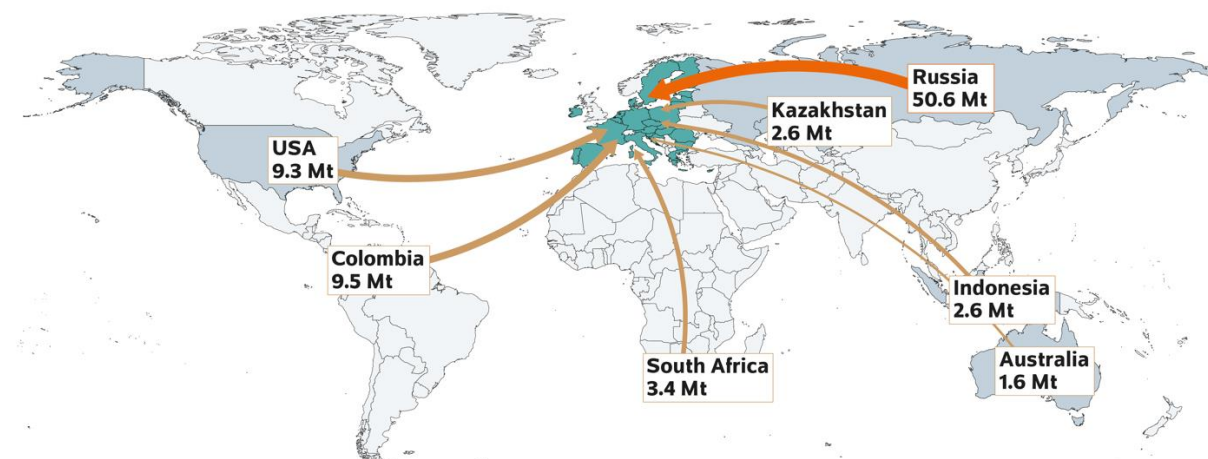 Russia
50.6 Mt
Kazakhstan
2.6 Mt
USA
9.3 Mt
Colombia
9.5 Mt
Indonesia
2.6 Mt
South Africa
3.4 Mt
Australia
1.6 Mt